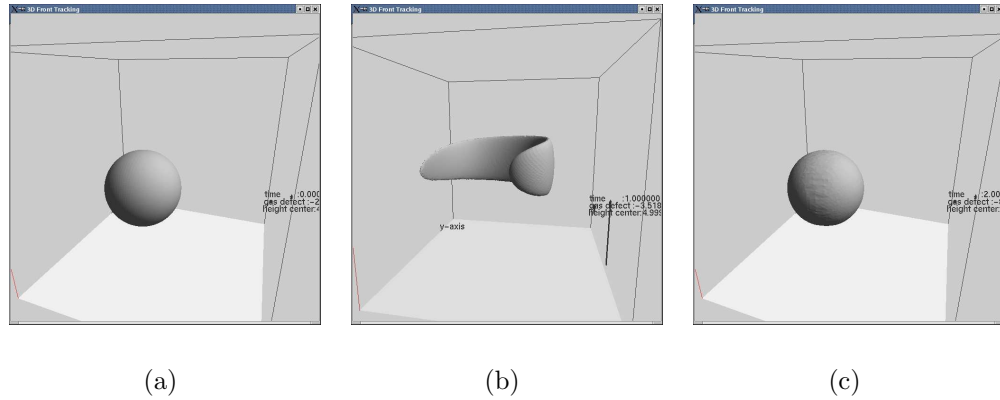 3D Front Tracking
time :0.000
gas defect :-2
height center:4
(a)
3D Front Tracking
time :1.000000
gas defect :-3.518
height center:4.999
y-axis
(b)
3D Front Tracking
time :2.00
gas defect :-
height center:4
(c)